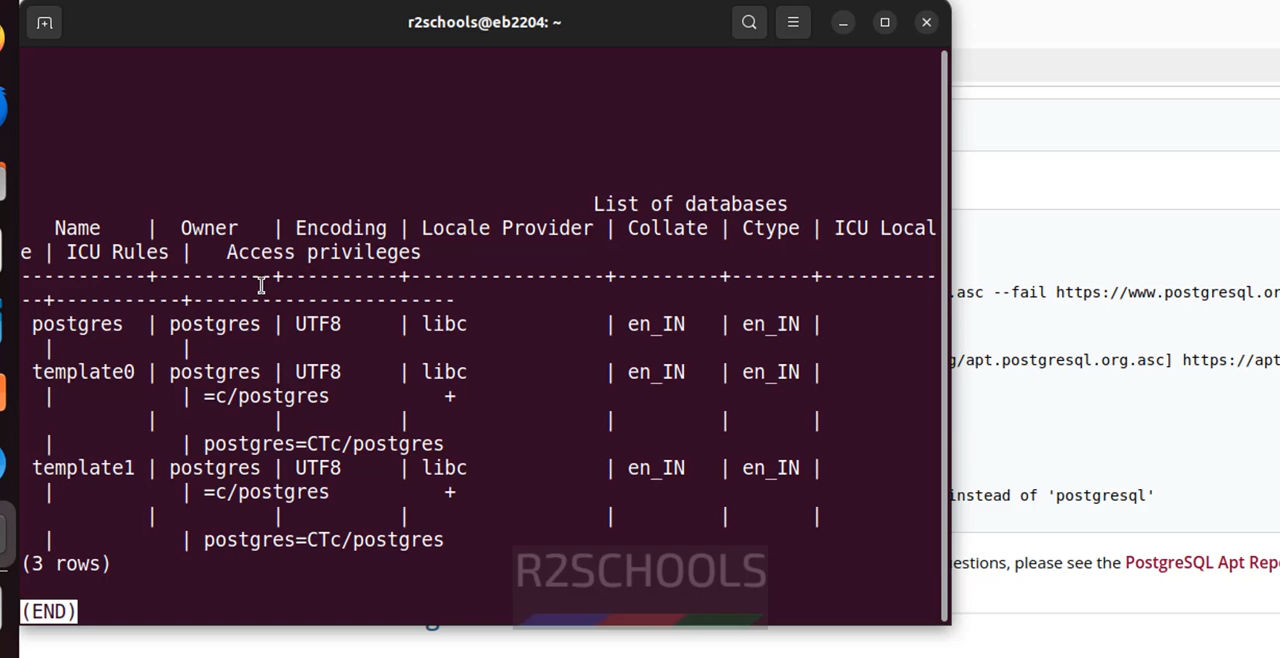 r2schools@eb2204: ~
List of databases
Name | Owner | Encoding | Locale Provider | Collate | Ctype | ICU Local
e | ICU Rules | Access privileges
-----------+----------+----------+-----------------+---------+-------+----------
--+-----------+-----------------------
postgres | postgres | UTF8 | libc | en_IN | en_IN |
| |
template0 | postgres | UTF8 | libc | en_IN | en_IN |
| | =c/postgres +
| | | | | |
| | postgres=CTc/postgres
template1 | postgres | UTF8 | libc | en_IN | en_IN |
| | =c/postgres +
| | | | | |
| | postgres=CTc/postgres
(3 rows)
(END)
.asc --fail https://www.postgresql.or
g/apt.postgresql.org.asc] https://apt
instead of 'postgresql'
estions, please see the PostgreSQL Apt Rep
R2SCHOOLS